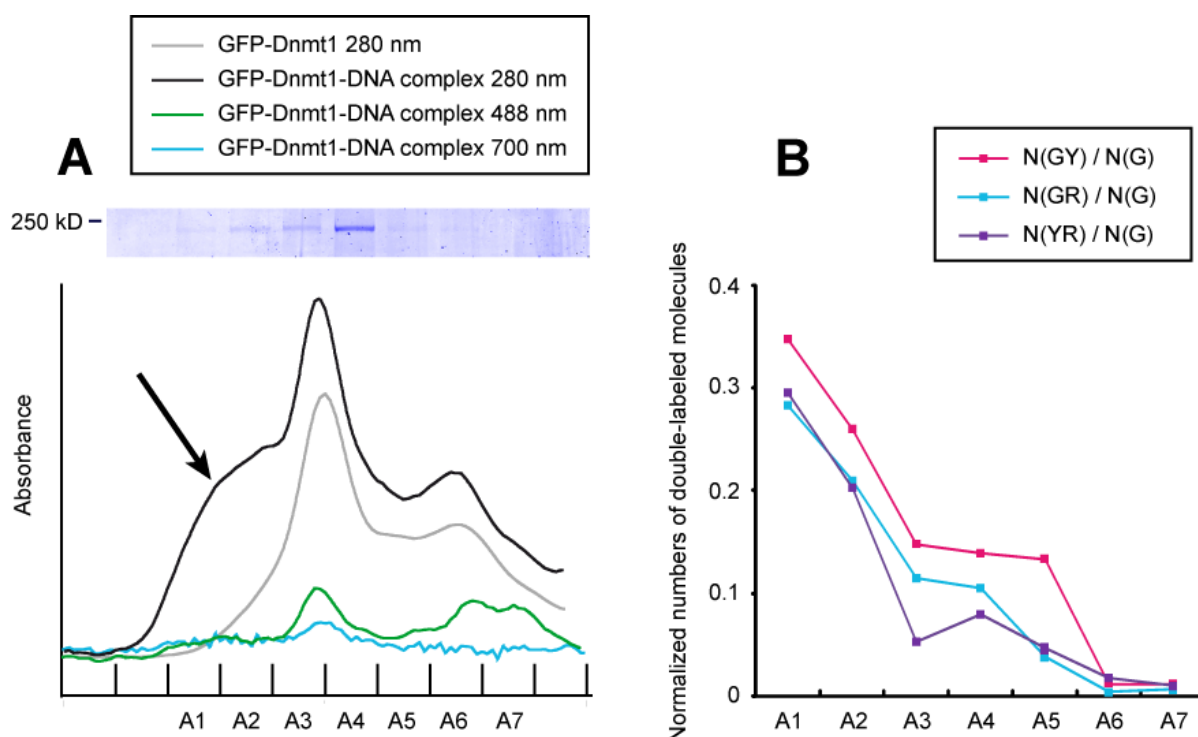 GFP-Dnmt1 280 nm
GFP-Dnmt1-DNA complex 280 nm
GFP-Dnmt1-DNA complex 488 nm
GFP-Dnmt1-DNA complex 700 nm
A
250 kD
Absorbance
A1 A2 A3 A4 A5 A6 A7
B
N(GY) / N(G)
N(GR) / N(G)
N(YR) / N(G)
Normalized numbers of double-labeled molecules
0.4
0.3
0.2
0.1
0
A1 A2 A3 A4 A5 A6 A7